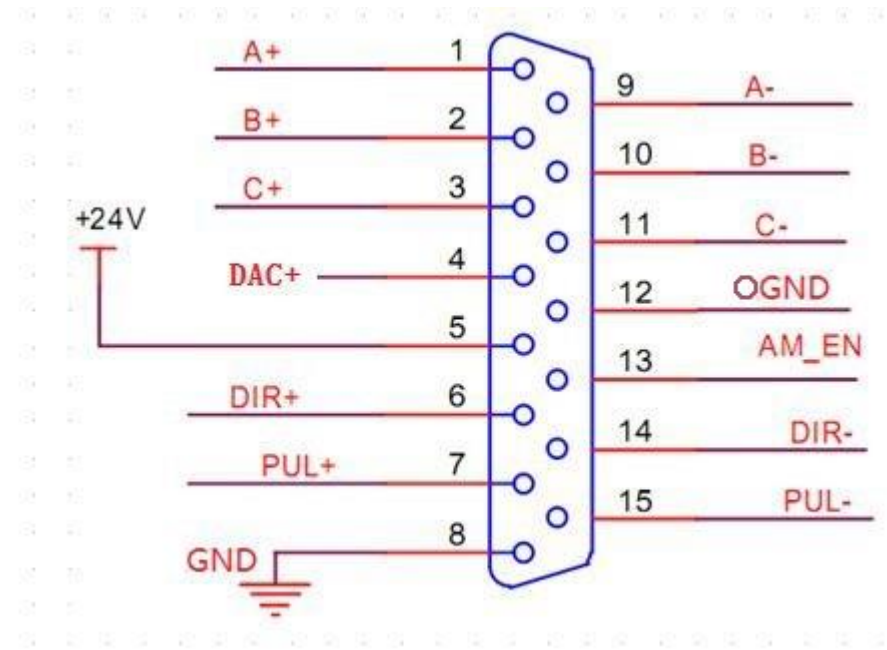 A+ 1
9 A-
B+ 2
10 B-
C+ 3
11 C-
+24V
DAC+ 4
12 OGND
5
13 AM_EN
DIR+ 6
14 DIR-
PUL+ 7
15 PUL-
8
GND